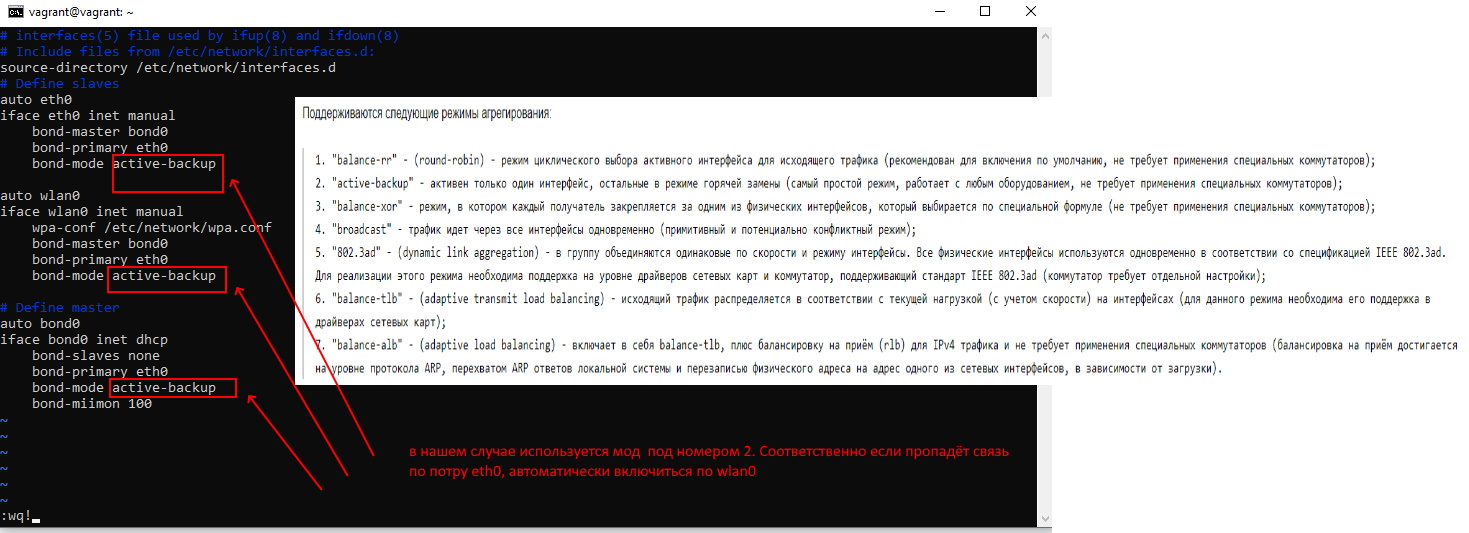 vagrant@vagrant: ~
# interfaces(5) file used by ifup(8) and ifdown(8)
# Include files from /etc/network/interfaces.d:
source-directory /etc/network/interfaces.d
# Define slaves
auto eth0
iface eth0 inet manual
bond-master bond0
bond-primary eth0
bond-mode active-backup
auto wlan0
iface wlan0 inet manual
wpa-conf /etc/network/wpa.conf
bond-master bond0
bond-primary eth0
bond-mode active-backup
# Define master
auto bond0
iface bond0 inet dhcp
bond-slaves none
bond-primary eth0
bond-mode active-backup
bond-miimon 100
~
~
~
~
~
~
:wq!
Поддерживаются следующие режимы агрегирования:
1. "balance-rr" - (round-robin) - режим циклического выбора активного интерфейса для исходящего трафика (рекомендован для включения по умолчанию, не требует применения специальных коммутаторов);
2. "active-backup" - активен только один интерфейс, остальные в режиме горячей замены (самый простой режим, работает с любым оборудованием, не требует применения специальных коммутаторов);
3. "balance-xor" - режим, в котором каждый получатель закрепляется за одним из физических интерфейсов, который выбирается по специальной формуле (не требует применения специальных коммутаторов);
4. "broadcast" - трафик идет через все интерфейсы одновременно (примитивный и потенциально конфликтный режим);
5. "802.3ad" - (dynamic link aggregation) - в группу объединяются одинаковые по скорости и режиму интерфейсы. Все физические интерфейсы используются одновременно в соответствии со спецификацией IEEE 802.3ad.
Для реализации этого режима необходима поддержка на уровне драйверов сетевых карт и коммутатор, поддерживающий стандарт IEEE 802.3ad (коммутатор требует отдельной настройки);
6. "balance-tlb" - (adaptive transmit load balancing) - исходящий трафик распределяется в соответствии с текущей нагрузкой (с учетом скорости) на интерфейсах (для данного режима необходима его поддержка в
драйверах сетевых карт);
7. "balance-alb" - (adaptive load balancing) - включает в себя balance-tlb, плюс балансировку на приём (rlb) для IPv4 трафика и не требует применения специальных коммутаторов (балансировка на приём достигается
на уровне протокола ARP, перехватом ARP ответов локальной системы и перезаписью физического адреса на адрес одного из сетевых интерфейсов, в зависимости от загрузки).
в нашем случае используется мод под номером 2. Соответственно если пропадёт связь
по потру eth0, автоматически включиться по wlan0